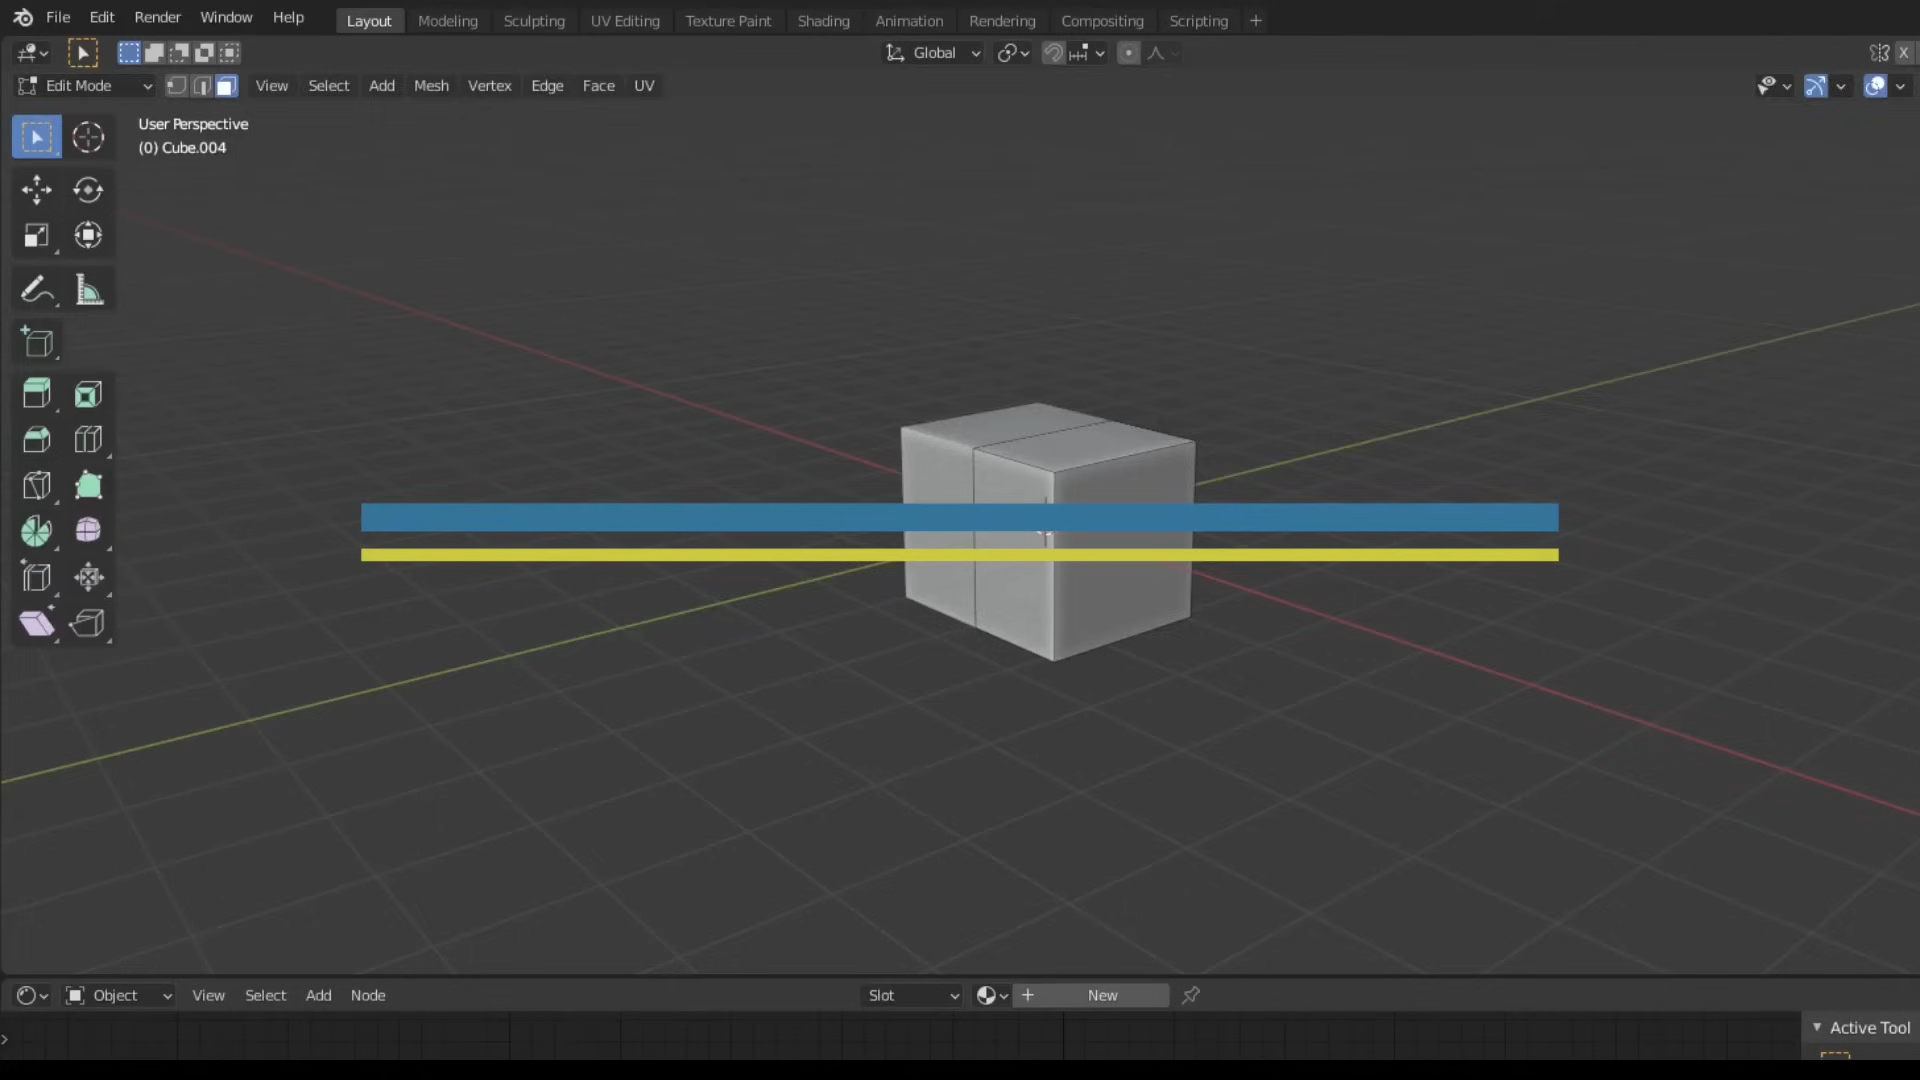 File Edit Render Window Help Layout Modeling Sculpting UV Editing Texture Paint Shading Animation Rendering Compositing Scripting +
Global X
Edit Mode View Select Add Mesh Vertex Edge Face UV
User Perspective
(0) Cube.004
Object View Select Add Node Slot New
Active Tool